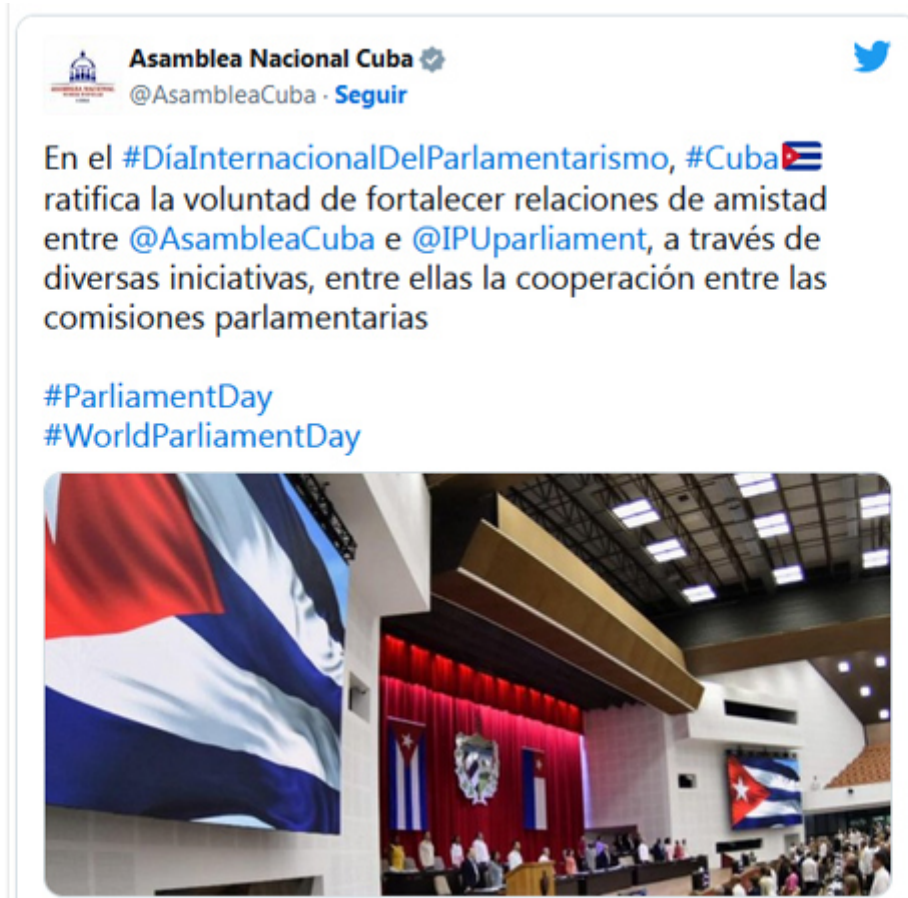 Asamblea Nacional Cuba
@AsambleaCuba · Seguir
En el #DíaInternacionalDelParlamentarismo, #Cuba🇨🇺
ratifica la voluntad de fortalecer relaciones de amistad
entre @AsambleaCuba e @IPUparliament, a través de
diversas iniciativas, entre ellas la cooperación entre las
comisiones parlamentarias
#ParliamentDay
#WorldParliamentDay